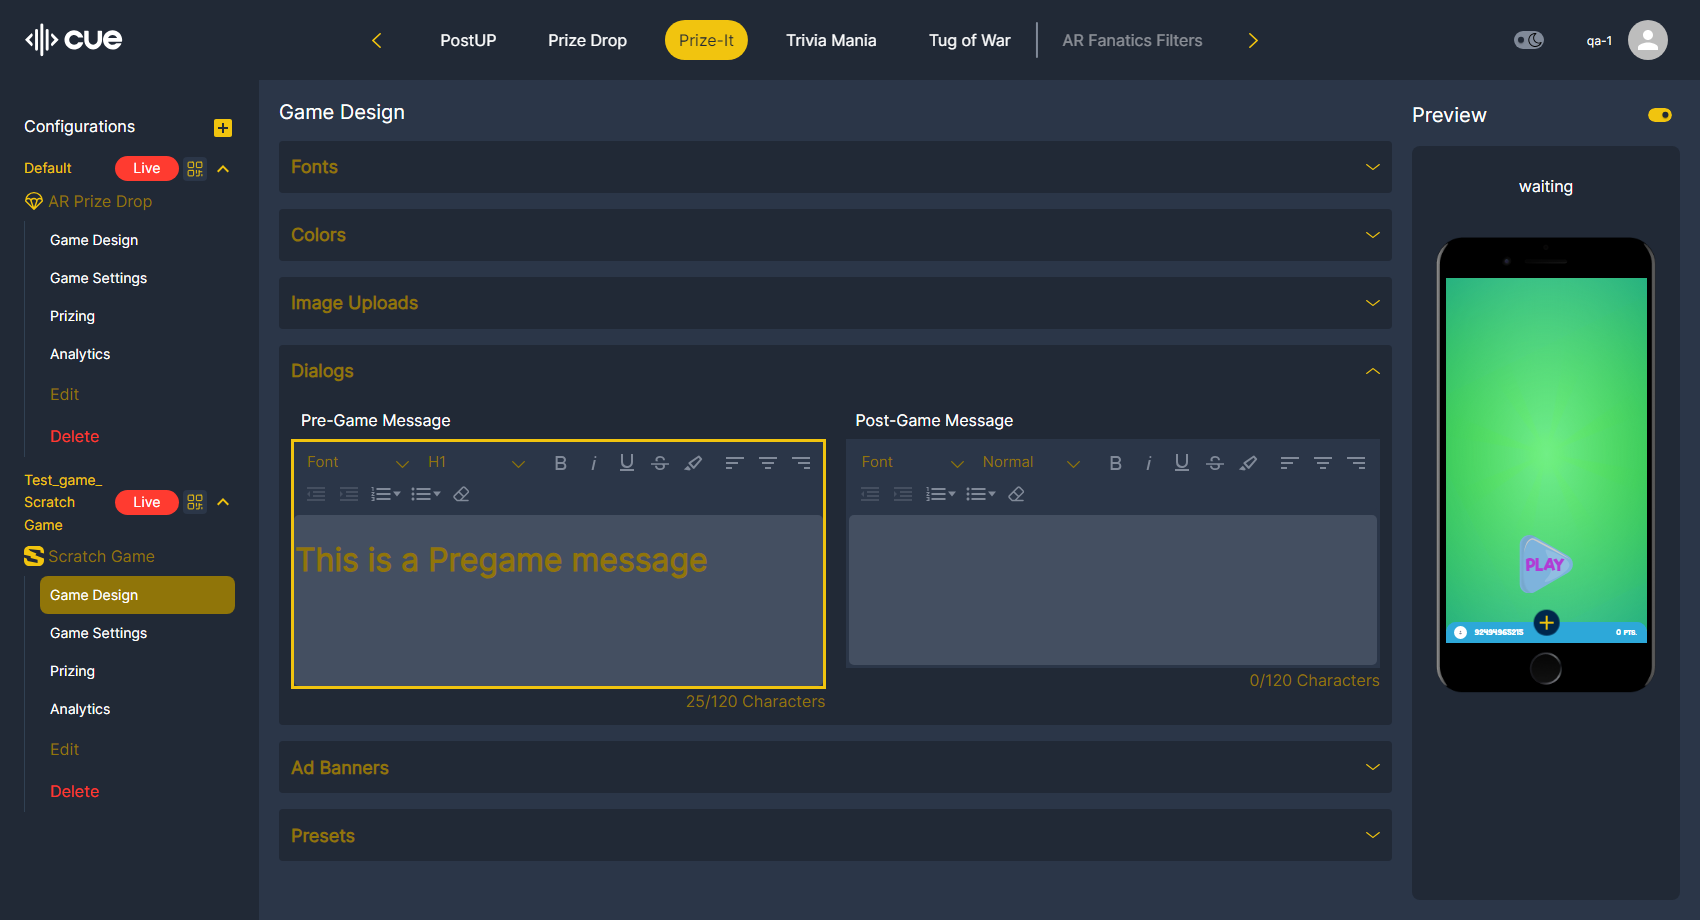 cue
PostUP
Prize Drop
Prize-It
Trivia Mania
Tug of War
AR Fanatics Filters
qa-1
Configurations
Default
Live
AR Prize Drop
Game Design
Game Settings
Prizing
Analytics
Edit
Delete
Test_game_
Scratch
Game
Live
Scratch Game
Game Design
Game Settings
Prizing
Analytics
Edit
Delete
Game Design
Fonts
Colors
Image Uploads
Dialogs
Pre-Game Message
Font
H1
This is a Pregame message
25/120 Characters
Post-Game Message
Font
Normal
0/120 Characters
Ad Banners
Presets
Preview
waiting
PLAY
0 PTS.